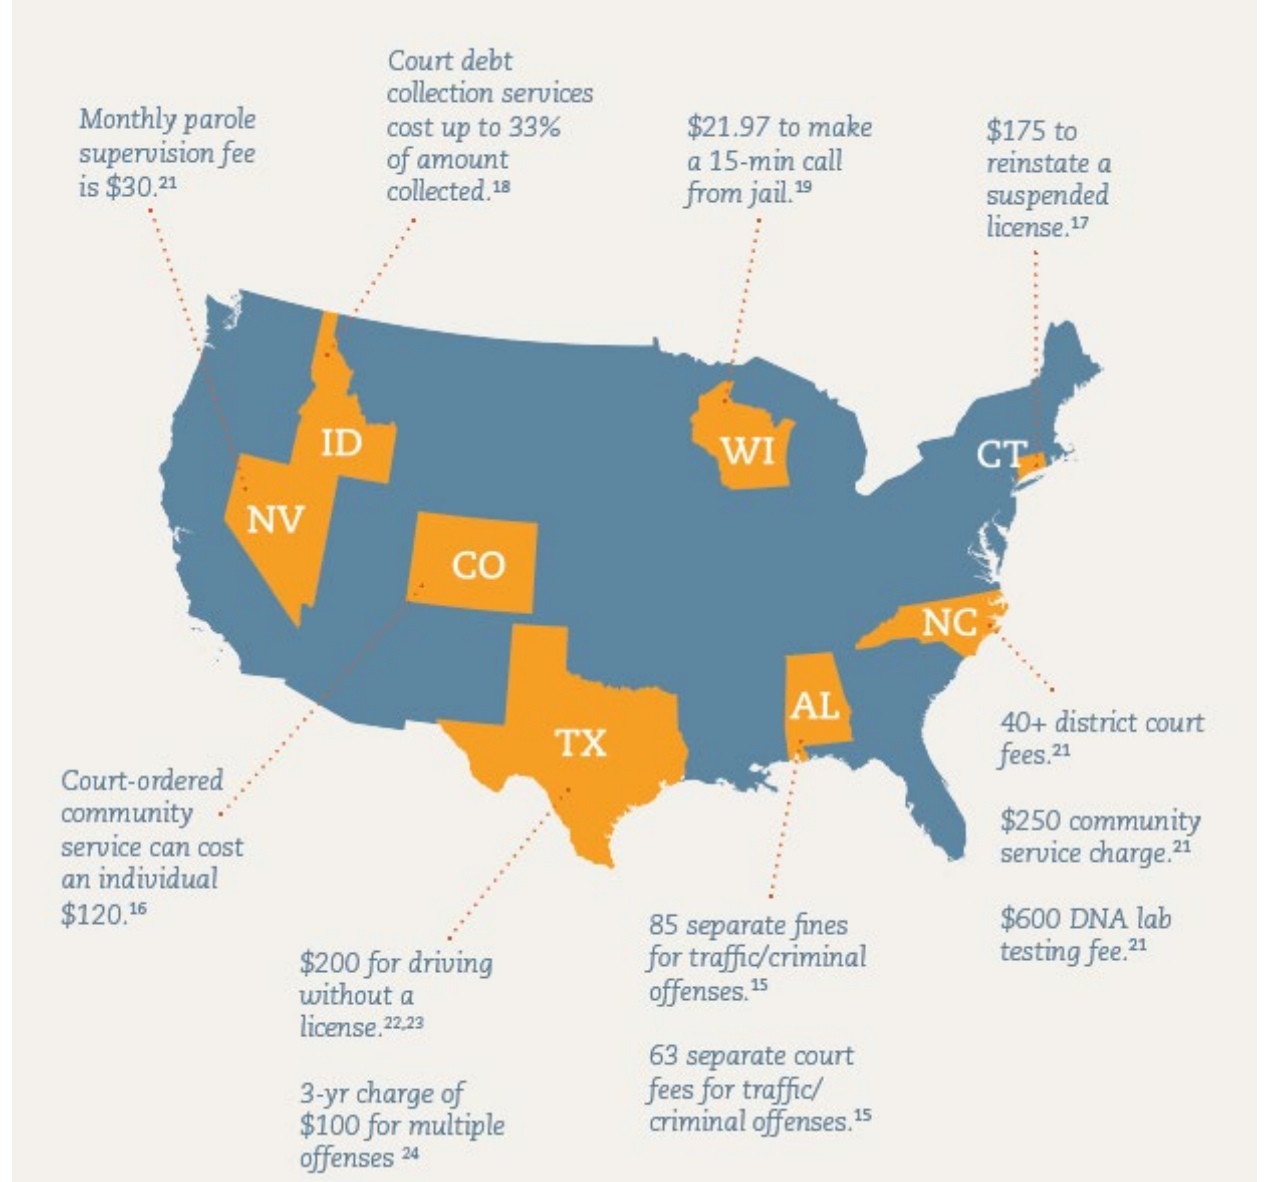 Court debt
collection services
cost up to 33%
of amount
collected.18
Monthly parole
supervision fee
is $30.21
$21.97 to make
a 15-min call
from jail.19
$175 to
reinstate a
suspended
license.17
ID
WI
CT
NV
CO
NC
AL
TX
Court-ordered
community
service can cost
an individual
$120.16
$200 for driving
without a
license.22,23
3-yr charge of
$100 for multiple
offenses 24
85 separate fines
for traffic/criminal
offenses.15
63 separate court
fees for traffic/
criminal offenses.15
40+ district court
fees.21
$250 community
service charge.21
$600 DNA lab
testing fee.21